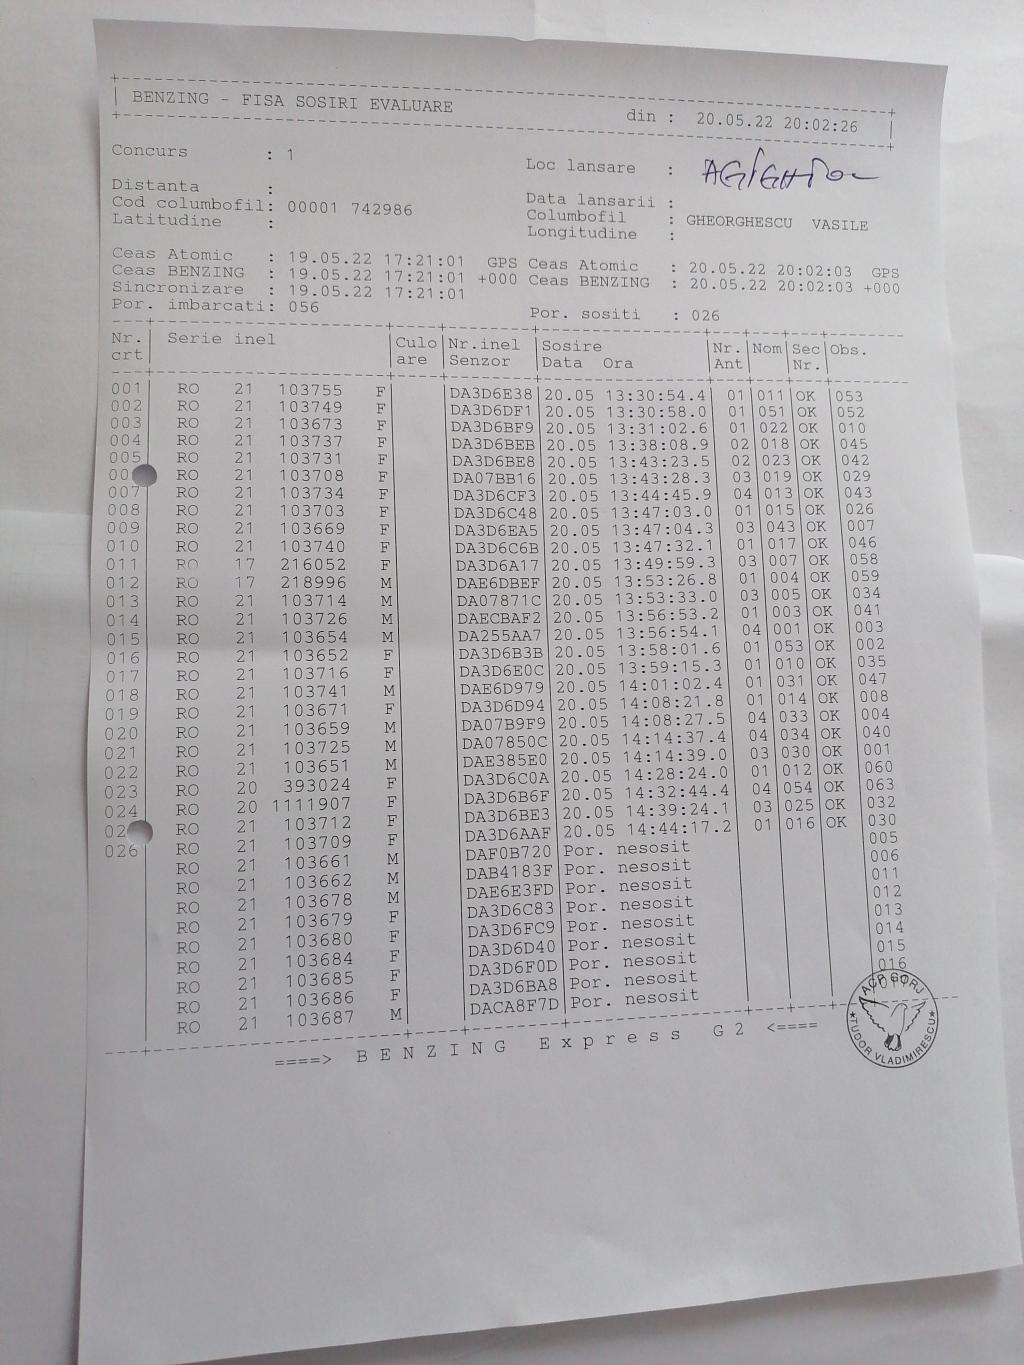 BENZING - FISA SOSIRI EVALUARE din : 20.05.22 20:02:26
Concurs : 1 Loc lansare : AGIGHIOL
Distanta : Data lansarii :
Cod columbofil: 00001 742986 Columbofil : GHEORGHESCU VASILE
Latitudine : Longitudine :
Ceas Atomic : 19.05.22 17:21:01 GPS Ceas Atomic : 20.05.22 20:02:03 GPS
Ceas BENZING : 19.05.22 17:21:01 +000 Ceas BENZING : 20.05.22 20:02:03 +000
Sincronizare : 19.05.22 17:21:01
Por. imbarcati: 056 Por. sositi : 026
Nr. Serie inel Culo Nr.inel Sosire Nr. Nom Sec Obs.
crt are Senzor Data Ora Ant Nr.
001 RO 21 103755 F DA3D6E38 20.05 13:30:54.4 01 011 OK 053
002 RO 21 103749 F DA3D6DF1 20.05 13:30:58.0 01 051 OK 052
003 RO 21 103673 F DA3D6BF9 20.05 13:31:02.6 01 022 OK 010
004 RO 21 103737 F DA3D6BEB 20.05 13:38:08.9 02 018 OK 045
005 RO 21 103731 F DA3D6BE8 20.05 13:43:23.5 02 023 OK 042
00 RO 21 103708 F DA07BB16 20.05 13:43:28.3 03 019 OK 029
007 RO 21 103734 F DA3D6CF3 20.05 13:44:45.9 04 013 OK 043
008 RO 21 103703 F DA3D6C48 20.05 13:47:03.0 01 015 OK 026
009 RO 21 103669 F DA3D6EA5 20.05 13:47:04.3 03 043 OK 007
010 RO 21 103740 F DA3D6C6B 20.05 13:47:32.1 01 017 OK 046
011 RO 17 216052 F DA3D6A17 20.05 13:49:59.3 03 007 OK 058
012 RO 17 218996 M DAE6DBEF 20.05 13:53:26.8 01 004 OK 059
013 RO 21 103714 M DA07871C 20.05 13:53:33.0 03 005 OK 034
014 RO 21 103726 M DAECBAF2 20.05 13:56:53.2 01 003 OK 041
015 RO 21 103654 M DA255AA7 20.05 13:56:54.1 04 001 OK 003
016 RO 21 103652 F DA3D6B3B 20.05 13:58:01.6 01 053 OK 002
017 RO 21 103716 F DA3D6E0C 20.05 13:59:15.3 01 010 OK 035
018 RO 21 103741 M DAE6D979 20.05 14:01:02.4 01 031 OK 047
019 RO 21 103671 F DA3D6D94 20.05 14:08:21.8 01 014 OK 008
020 RO 21 103659 M DA07B9F9 20.05 14:08:27.5 04 033 OK 004
021 RO 21 103725 M DA07850C 20.05 14:14:37.4 04 034 OK 040
022 RO 21 103651 M DAE385E0 20.05 14:14:39.0 03 030 OK 001
023 RO 20 393024 F DA3D6C0A 20.05 14:28:24.0 01 012 OK 060
024 RO 20 1111907 F DA3D6B6F 20.05 14:32:44.4 04 054 OK 063
02 RO 21 103712 F DA3D6BE3 20.05 14:39:24.1 03 025 OK 032
026 RO 21 103709 F DA3D6AAF 20.05 14:44:17.2 01 016 OK 030
RO 21 103661 M DAF0B720 Por. nesosit 005
RO 21 103662 M DAB4183F Por. nesosit 006
RO 21 103678 M DAE6E3FD Por. nesosit 011
RO 21 103679 F DA3D6C83 Por. nesosit 012
RO 21 103680 F DA3D6FC9 Por. nesosit 013
RO 21 103684 F DA3D6D40 Por. nesosit 014
RO 21 103685 F DA3D6F0D Por. nesosit 015
RO 21 103686 F DA3D6BA8 Por. nesosit 016
RO 21 103687 M DACA8F7D Por. nesosit
====> BENZING Express G2 <====
ACP GORJ
*TUDOR VLADIMIRESCU*